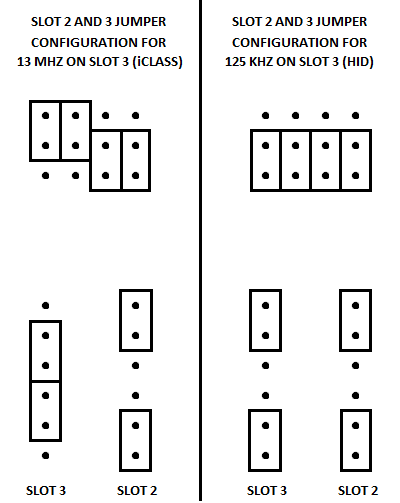 SLOT 2 AND 3 JUMPER
CONFIGURATION FOR
13 MHZ ON SLOT 3 (iCLASS)
SLOT 2 AND 3 JUMPER
CONFIGURATION FOR
125 KHZ ON SLOT 3 (HID)
SLOT 3
SLOT 2
SLOT 3
SLOT 2